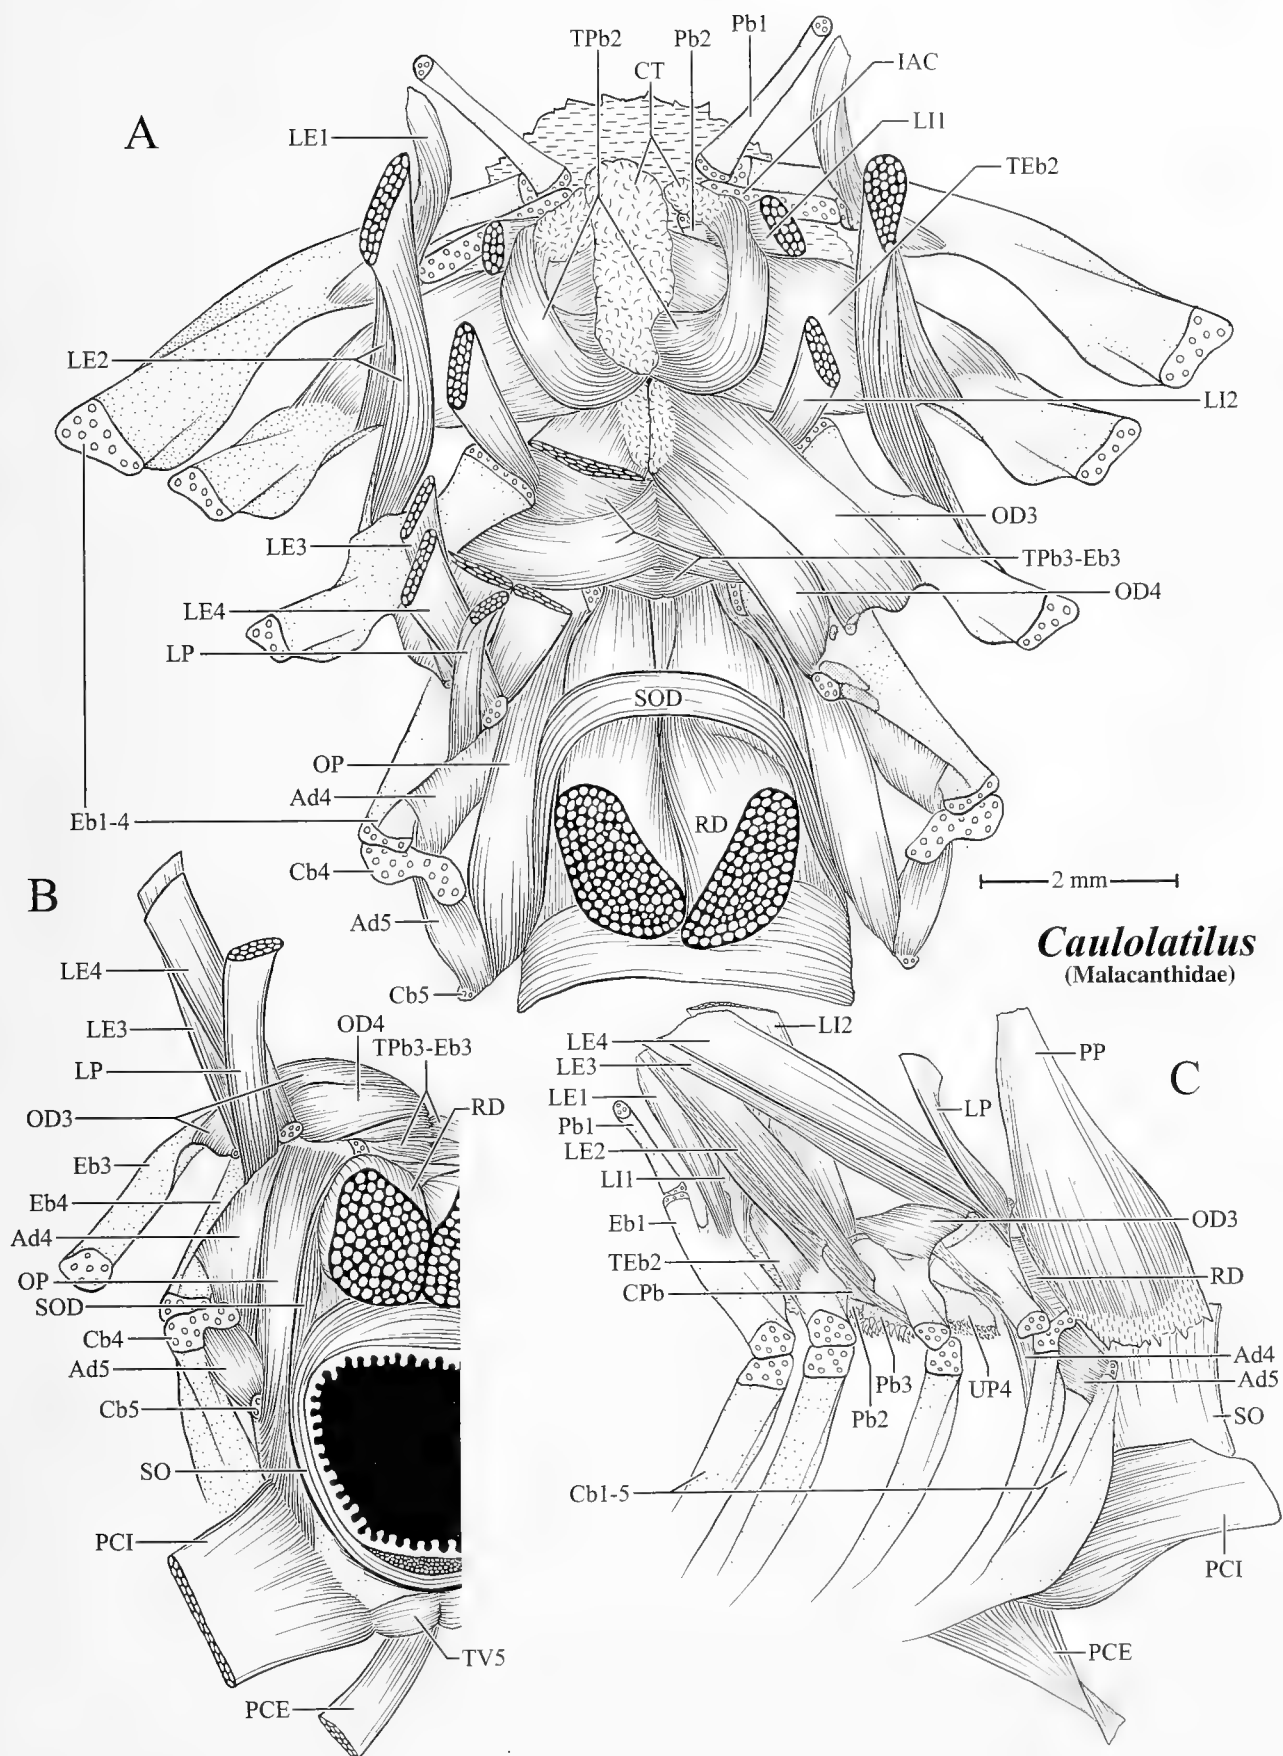 A
TPb2
Pb2
Pb1
CT
IAC
LE1
LI1
TEb2
LE2
LI2
OD3
LE3
TPb3-Eb3
LE4
OD4
LP
SOD
OP
Ad4
Eb1-4
RD
Cb4
2 mm
Ad5
Cb5
Caulolatilus
(Malacanthidae)
B
LE4
LE3
OD4
TPb3-Eb3
LP
RD
OD3
Eb3
Eb4
Ad4
OP
SOD
Cb4
Ad5
Cb5
SO
PCI
TV5
PCE
C
LI2
LE4
PP
LE3
LE1
LP
Pb1
LE2
LI1
Eb1
OD3
TEb2
RD
CPb
Ad4
Pb3
UP4
Ad5
Pb2
SO
Cb1-5
PCI
PCE